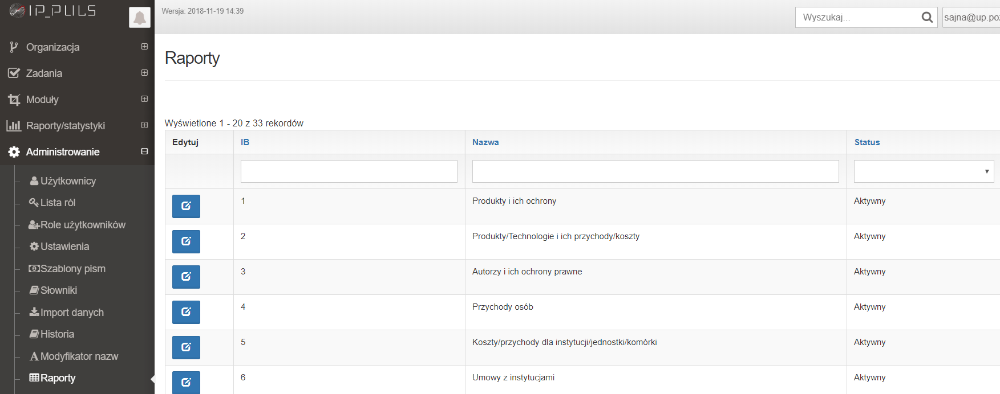 IP_PULS
Wersja: 2018-11-19 14:39
Wyszukaj...
sajna@up.poz
Organizacja
Zadania
Moduły
Raporty/statystyki
Administrowanie
Użytkownicy
Lista ról
Role użytkowników
Ustawienia
Szablony pism
Słowniki
Import danych
Historia
Modyfikator nazw
Raporty
Raporty
Wyświetlone 1 - 20 z 33 rekordów
Edytuj IB Nazwa Status
1 Produkty i ich ochrony Aktywny
2 Produkty/Technologie i ich przychody/koszty Aktywny
3 Autorzy i ich ochrony prawne Aktywny
4 Przychody osób Aktywny
5 Koszty/przychody dla instytucji/jednostki/komórki Aktywny
6 Umowy z instytucjami Aktywny